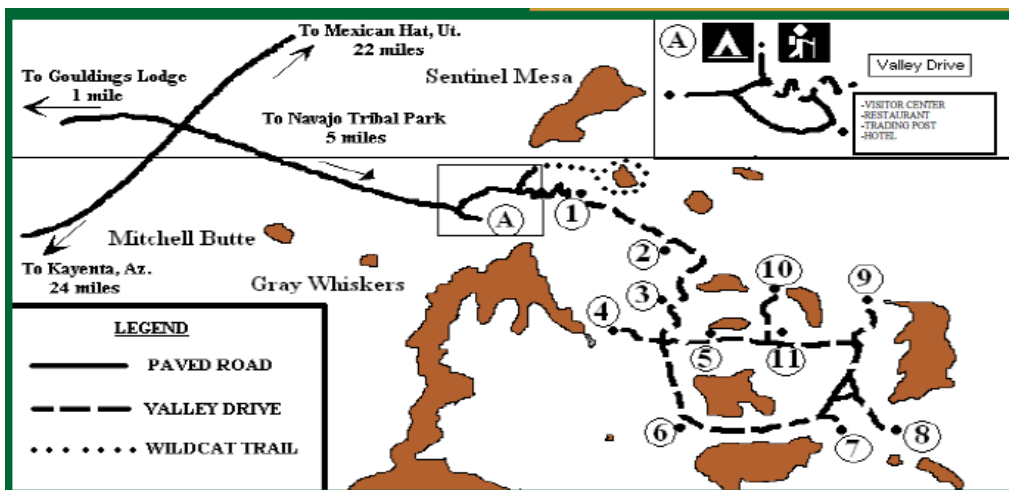 To Mexican Hat, Ut.
22 miles
To Gouldings Lodge
1 mile
Sentinel Mesa
To Navajo Tribal Park
5 miles
A
Valley Drive
-VISITOR CENTER
-RESTAURANT
-TRADING POST
-HOTEL
A
1
Mitchell Butte
To Kayenta, Az.
24 miles
Gray Whiskers
2
3
4
5
6
7
8
9
10
11
LEGEND
PAVED ROAD
VALLEY DRIVE
WILDCAT TRAIL